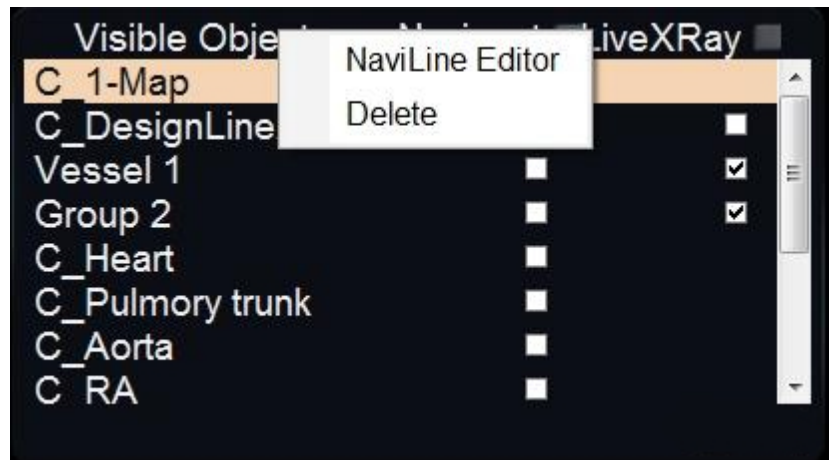 Visible Obje
LiveXRay
NaviLine Editor
Delete
C_1-Map
C_DesignLine
Vessel 1
Group 2
C_Heart
C_Pulmory trunk
C_Aorta
C_RA